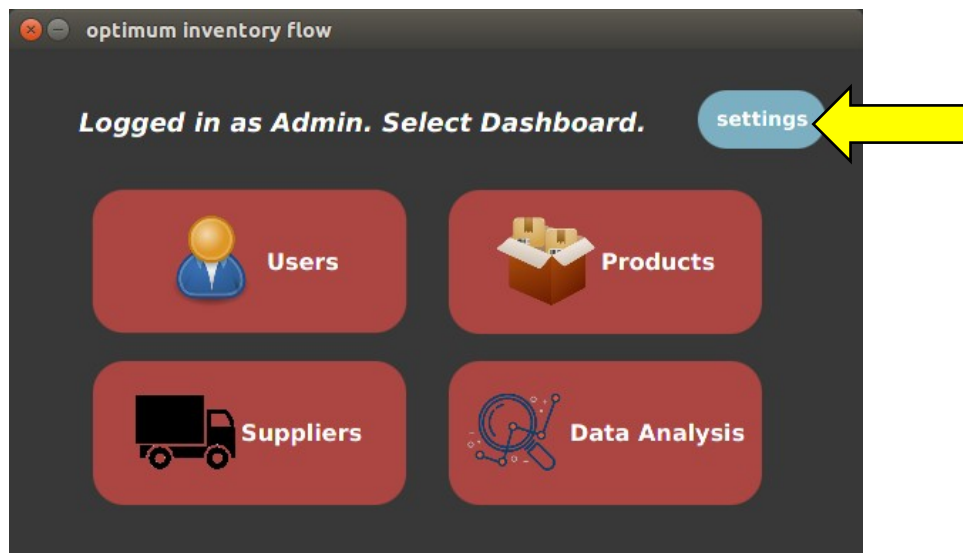 optimum inventory flow
Logged in as Admin. Select Dashboard.
settings
Users
Products
Suppliers
Data Analysis